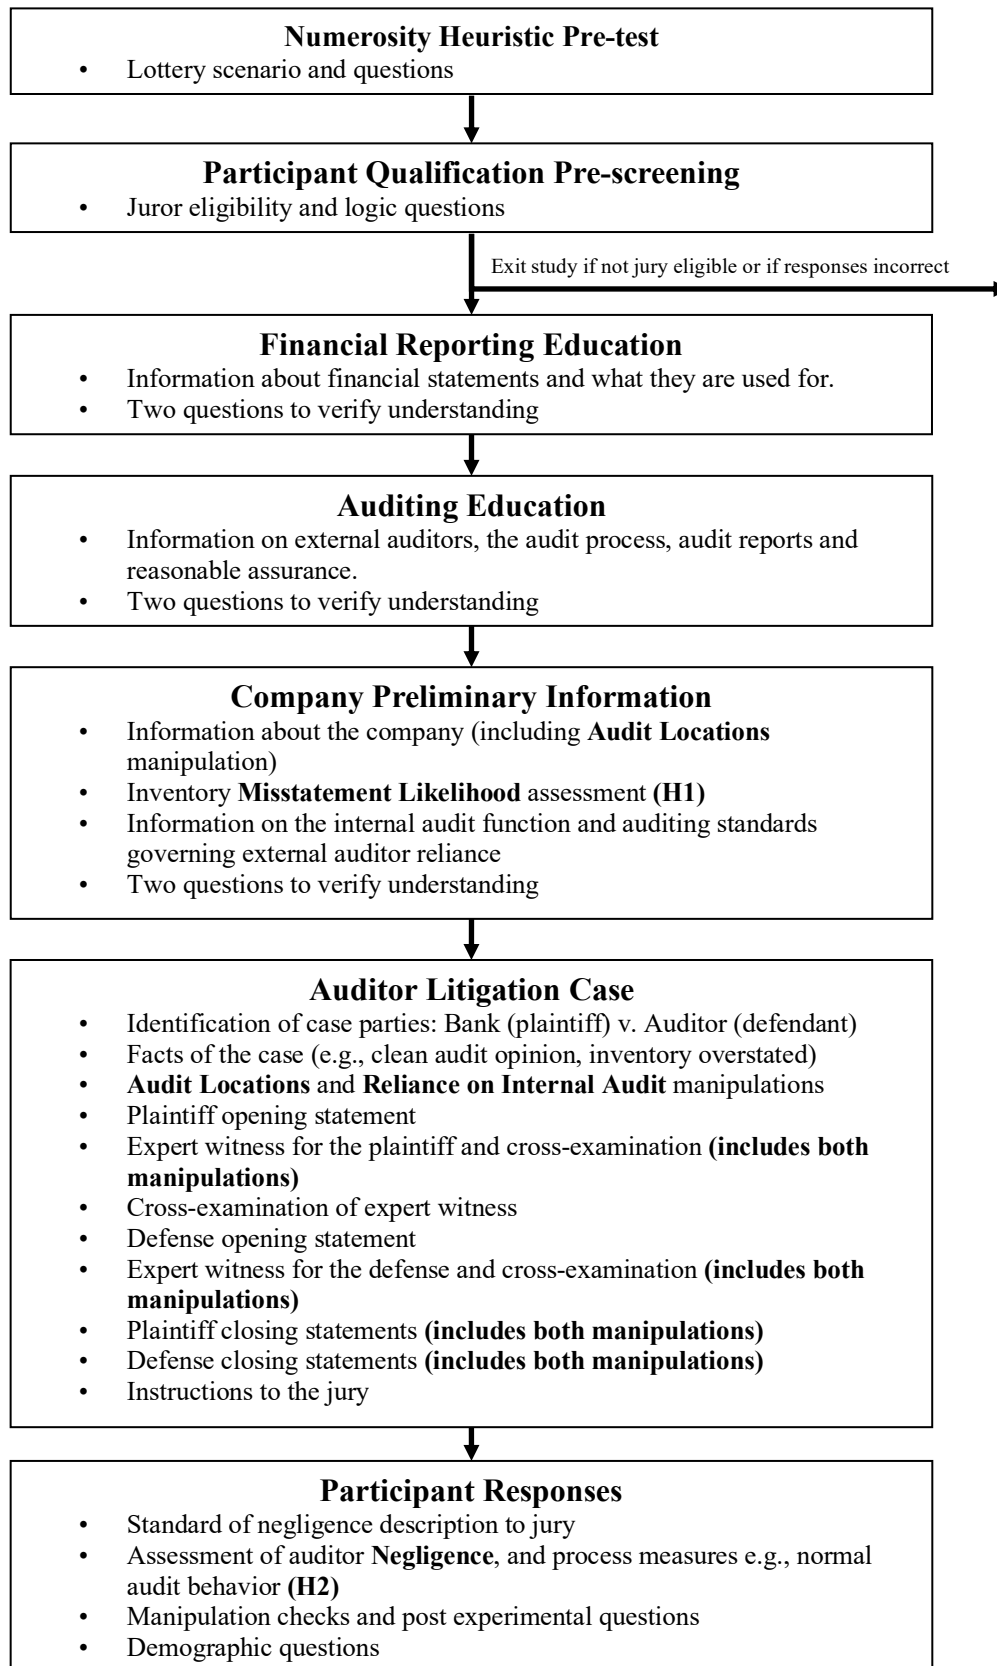 Numerosity Heuristic Pre-test
• Lottery scenario and questions
Participant Qualification Pre-screening
• Juror eligibility and logic questions
Exit study if not jury eligible or if responses incorrect
Financial Reporting Education
• Information about financial statements and what they are used for.
• Two questions to verify understanding
Auditing Education
• Information on external auditors, the audit process, audit reports and
reasonable assurance.
• Two questions to verify understanding
Company Preliminary Information
• Information about the company (including Audit Locations
manipulation)
• Inventory Misstatement Likelihood assessment (H1)
• Information on the internal audit function and auditing standards
governing external auditor reliance
• Two questions to verify understanding
Auditor Litigation Case
• Identification of case parties: Bank (plaintiff) v. Auditor (defendant)
• Facts of the case (e.g., clean audit opinion, inventory overstated)
• Audit Locations and Reliance on Internal Audit manipulations
• Plaintiff opening statement
• Expert witness for the plaintiff and cross-examination (includes both
manipulations)
• Cross-examination of expert witness
• Defense opening statement
• Expert witness for the defense and cross-examination (includes both
manipulations)
• Plaintiff closing statements (includes both manipulations)
• Defense closing statements (includes both manipulations)
• Instructions to the jury
Participant Responses
• Standard of negligence description to jury
• Assessment of auditor Negligence, and process measures e.g., normal
audit behavior (H2)
• Manipulation checks and post experimental questions
• Demographic questions